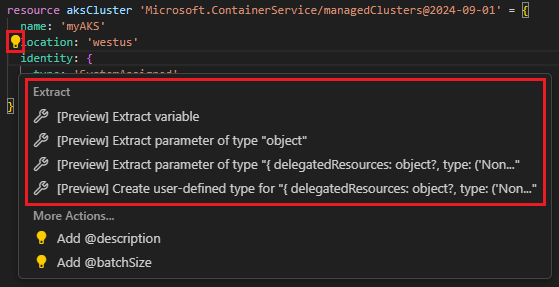 resource aksCluster 'Microsoft.ContainerService/managedClusters@2024-09-01' = {
name: 'myAKS'
location: 'westus'
identity: {
type: 'SystemAssigned'
}
Extract
[Preview] Extract variable
[Preview] Extract parameter of type "object"
[Preview] Extract parameter of type "{ delegatedResources: object?, type: ('Non..."
[Preview] Create user-defined type for "{ delegatedResources: object?, type: ('Non..."
More Actions...
Add @description
Add @batchSize